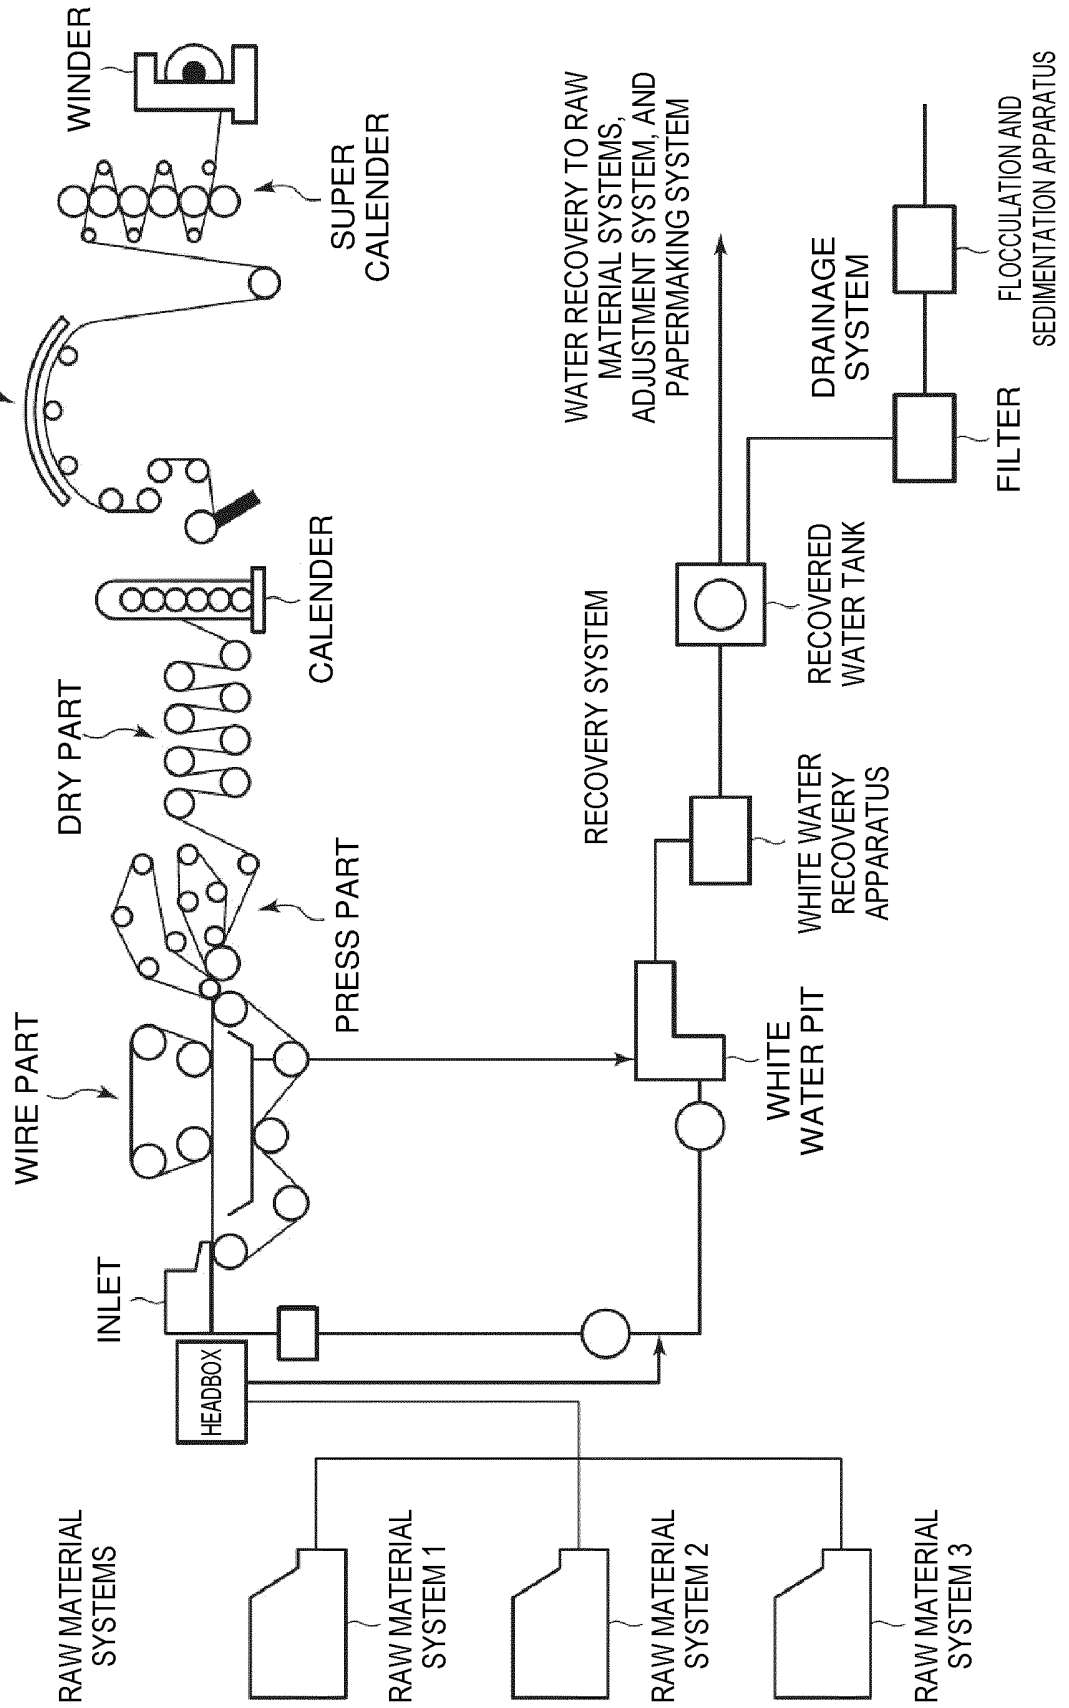 RAW MATERIAL
SYSTEMS
RAW MATERIAL
SYSTEM 1
RAW MATERIAL
SYSTEM 2
RAW MATERIAL
SYSTEM 3
HEADBOX
INLET
WIRE PART
PRESS PART
DRY PART
CALENDER
SUPER
CALENDER
WINDER
WHITE
WATER PIT
RECOVERY SYSTEM
WHITE WATER
RECOVERY
APPARATUS
RECOVERED
WATER TANK
WATER RECOVERY TO RAW
MATERIAL SYSTEMS,
ADJUSTMENT SYSTEM, AND
PAPERMAKING SYSTEM
DRAINAGE
SYSTEM
FILTER
FLOCCULATION AND
SEDIMENTATION APPARATUS